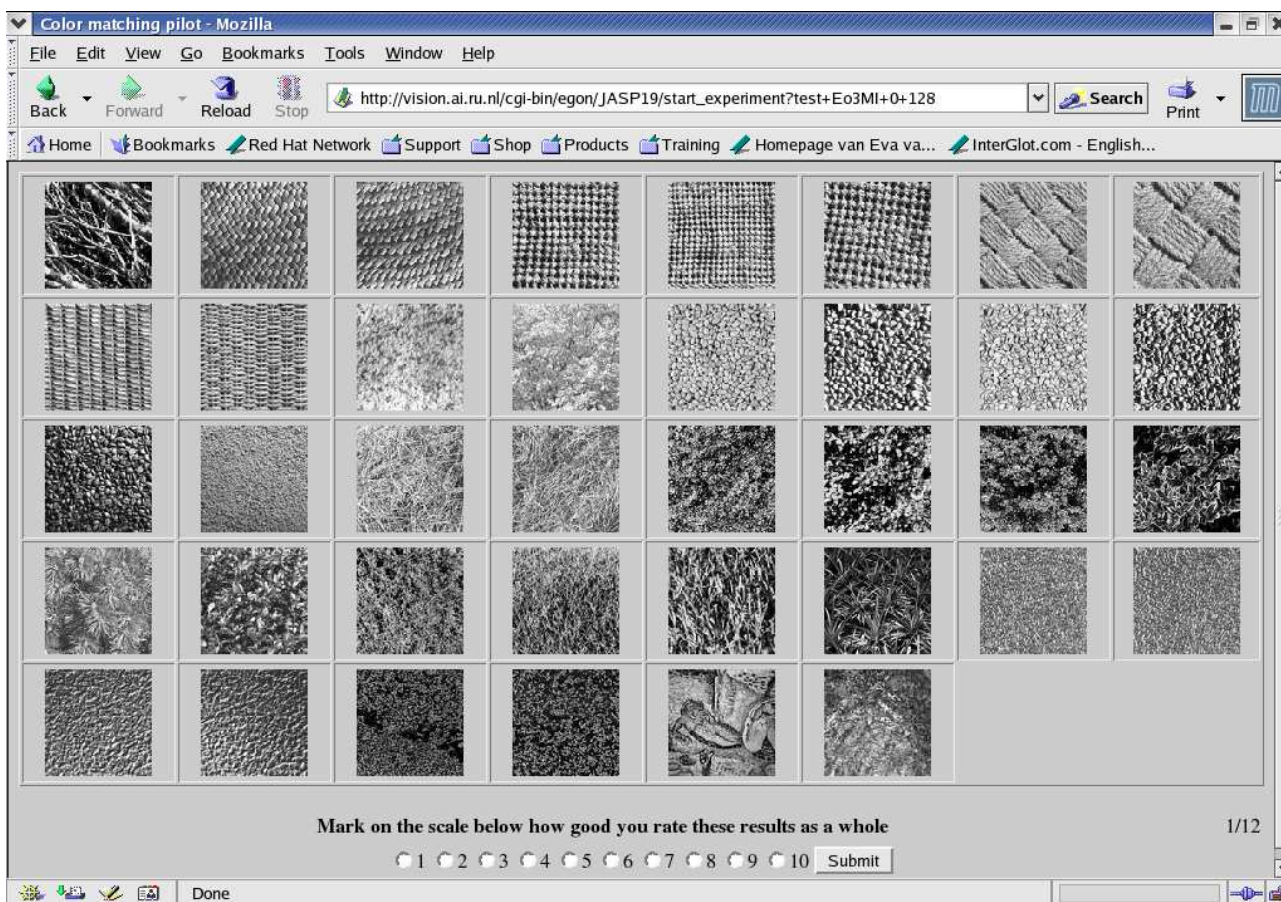 Color matching pilot - Mozilla
File Edit View Go Bookmarks Tools Window Help
Back Forward Reload Stop http://vision.ai.ru.nl/cgi-bin/egon/JASP19/start_experiment?test+Eo3MI+0+128 Search Print
Home Bookmarks Red Hat Network Support Shop Products Training Homepage van Eva va... InterGlot.com - English...
Mark on the scale below how good you rate these results as a whole 1/12
1 2 3 4 5 6 7 8 9 10 Submit
Done